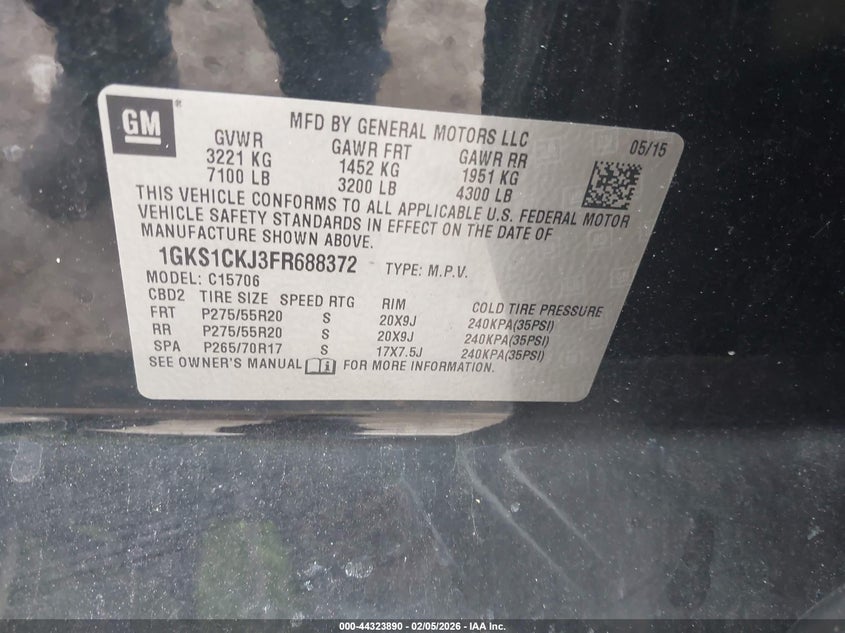 GM ®
MFD BY GENERAL MOTORS LLC
05/15
GVWR GAWR FRT GAWR RR
3221 KG 1452 KG 1951 KG
7100 LB 3200 LB 4300 LB
THIS VEHICLE CONFORMS TO ALL APPLICABLE U.S. FEDERAL MOTOR
VEHICLE SAFETY STANDARDS IN EFFECT ON THE DATE OF
MANUFACTURE SHOWN ABOVE.
1GKS1CKJ3FR688372 TYPE: M.P.V.
MODEL: C15706
CBD2 TIRE SIZE SPEED RTG RIM COLD TIRE PRESSURE
FRT P275/55R20 S 20X9J 240KPA(35PSI)
RR P275/55R20 S 20X9J 240KPA(35PSI)
SPA P265/70R17 S 17X7.5J 240KPA(35PSI)
SEE OWNER'S MANUAL FOR MORE INFORMATION.
000-44323890 - 02/05/2026 - IAA Inc.